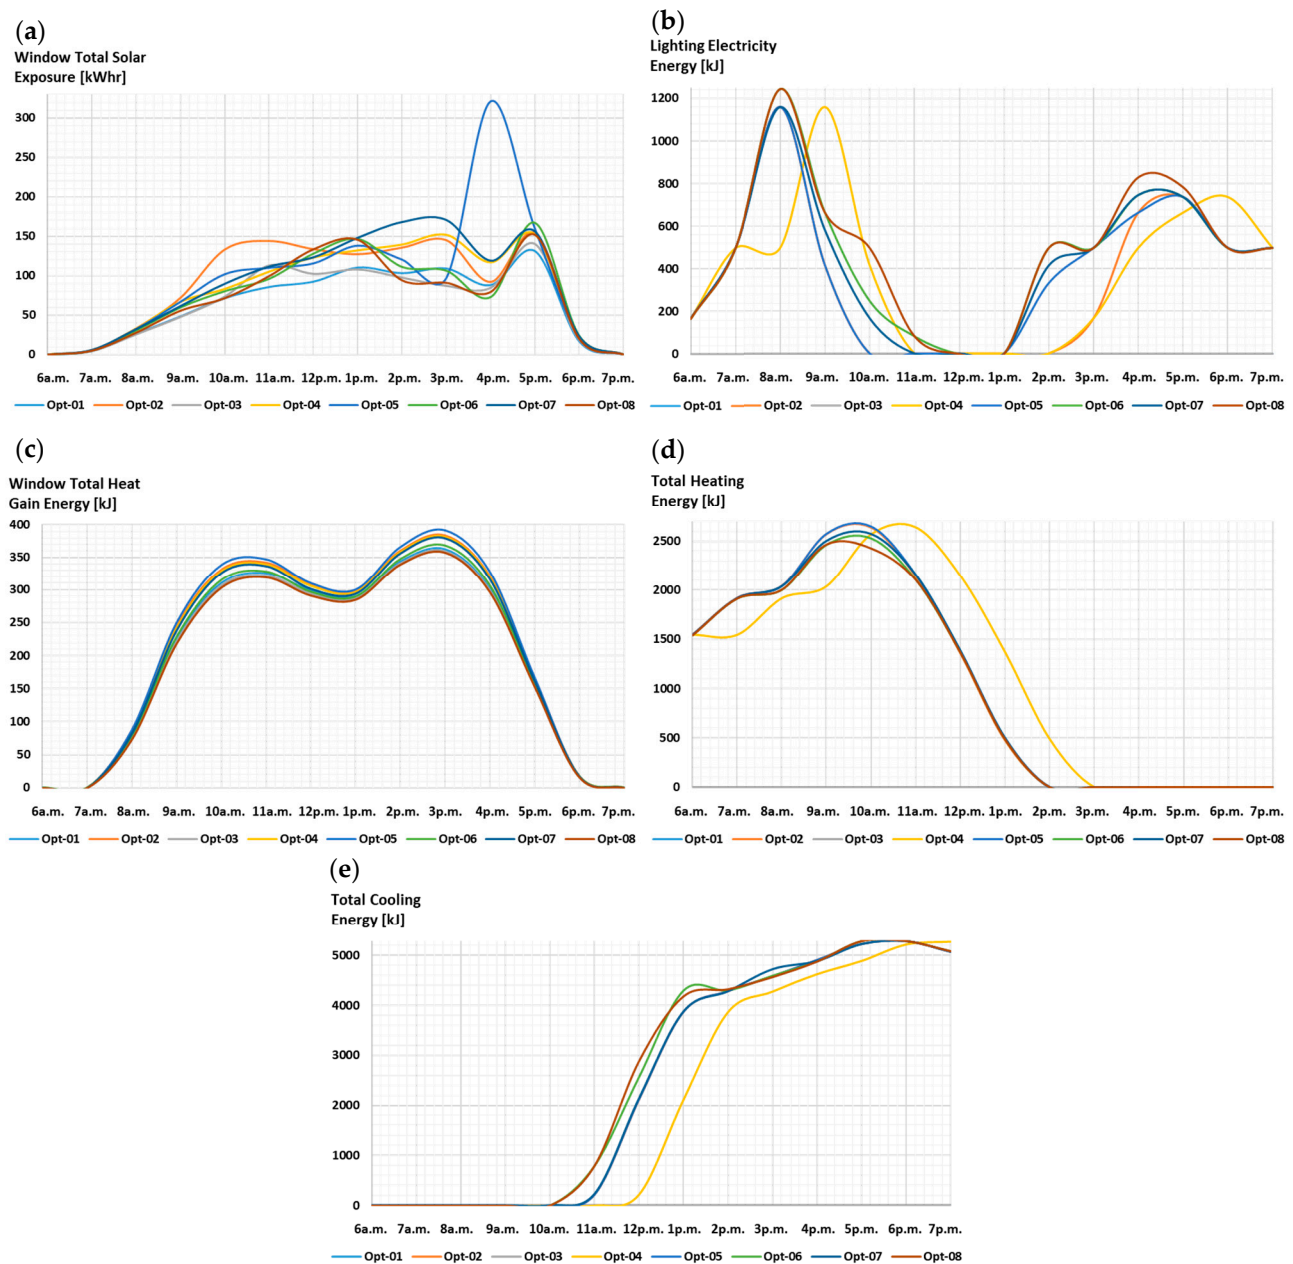 (a)
Window Total Solar
Exposure [kWhr]
300
250
200
150
100
50
0
6a.m. 7a.m. 8a.m. 9a.m. 10a.m. 11a.m. 12p.m. 1p.m. 2p.m. 3p.m. 4p.m. 5p.m. 6p.m. 7p.m.
Opt-01 Opt-02 Opt-03 Opt-04 Opt-05 Opt-06 Opt-07 Opt-08
(b)
Lighting Electricity
Energy [kJ]
1200
1000
800
600
400
200
0
6a.m. 7a.m. 8a.m. 9a.m. 10a.m. 11a.m. 12p.m. 1p.m. 2p.m. 3p.m. 4p.m. 5p.m. 6p.m. 7p.m.
Opt-01 Opt-02 Opt-03 Opt-04 Opt-05 Opt-06 Opt-07 Opt-08
(c)
Window Total Heat
Gain Energy [kJ]
400
350
300
250
200
150
100
50
0
6a.m. 7a.m. 8a.m. 9a.m. 10a.m. 11a.m. 12p.m. 1p.m. 2p.m. 3p.m. 4p.m. 5p.m. 6p.m. 7p.m.
Opt-01 Opt-02 Opt-03 Opt-04 Opt-05 Opt-06 Opt-07 Opt-08
(d)
Total Heating
Energy [kJ]
2500
2000
1500
1000
500
0
6a.m. 7a.m. 8a.m. 9a.m. 10a.m. 11a.m. 12p.m. 1p.m. 2p.m. 3p.m. 4p.m. 5p.m. 6p.m. 7p.m.
Opt-01 Opt-02 Opt-03 Opt-04 Opt-05 Opt-06 Opt-07 Opt-08
(e)
Total Cooling
Energy [kJ]
5000
4000
3000
2000
1000
0
6a.m. 7a.m. 8a.m. 9a.m. 10a.m. 11a.m. 12p.m. 1p.m. 2p.m. 3p.m. 4p.m. 5p.m. 6p.m. 7p.m.
Opt-01 Opt-02 Opt-03 Opt-04 Opt-05 Opt-06 Opt-07 Opt-08